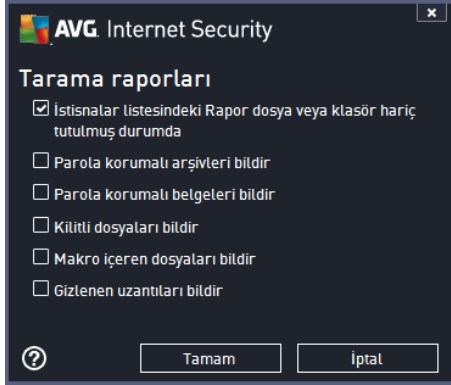 AVG. Internet Security
x
Tarama raporları
İstisnalar listesindeki Rapor dosya veya klasör hariç
tutulmuş durumda
Parola korumalı arşivleri bildir
Parola korumalı belgeleri bildir
Kilitli dosyaları bildir
Makro içeren dosyaları bildir
Gizlenen uzantıları bildir
? Tamam İptal